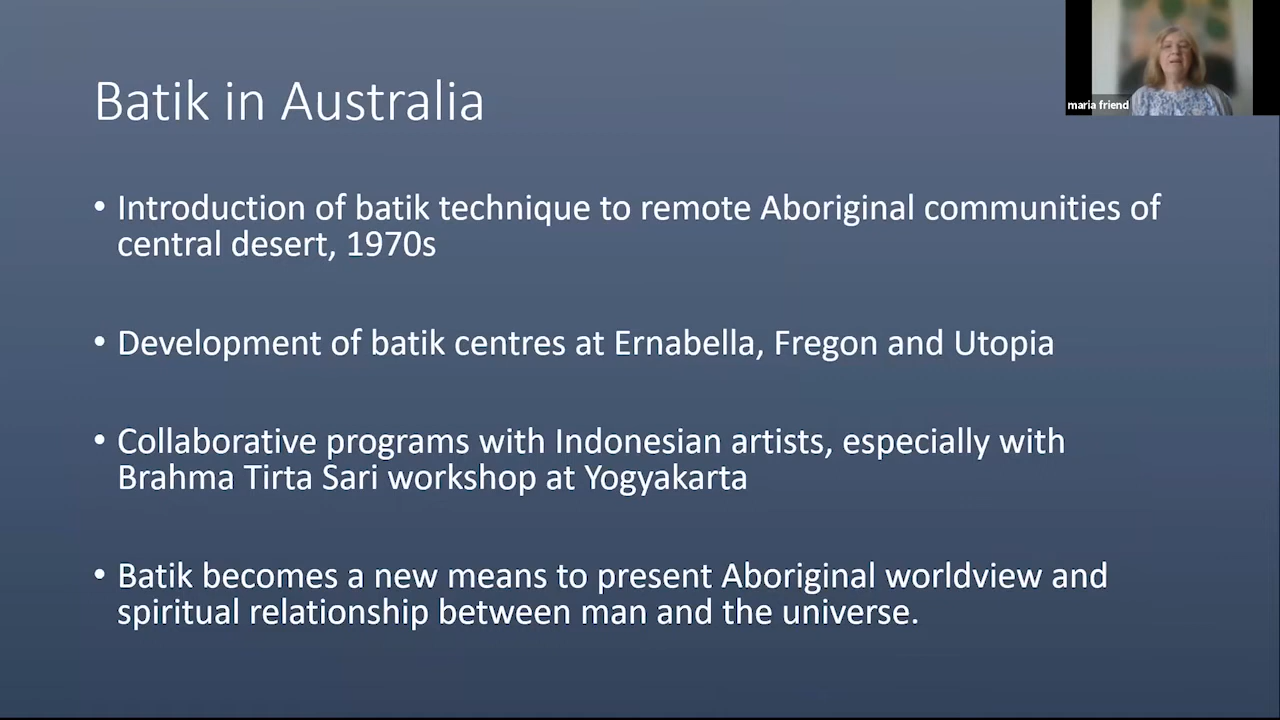 Batik in Australia
maria friend
• Introduction of batik technique to remote Aboriginal communities of
central desert, 1970s
• Development of batik centres at Ernabella, Fregon and Utopia
• Collaborative programs with Indonesian artists, especially with
Brahma Tirta Sari workshop at Yogyakarta
• Batik becomes a new means to present Aboriginal worldview and
spiritual relationship between man and the universe.